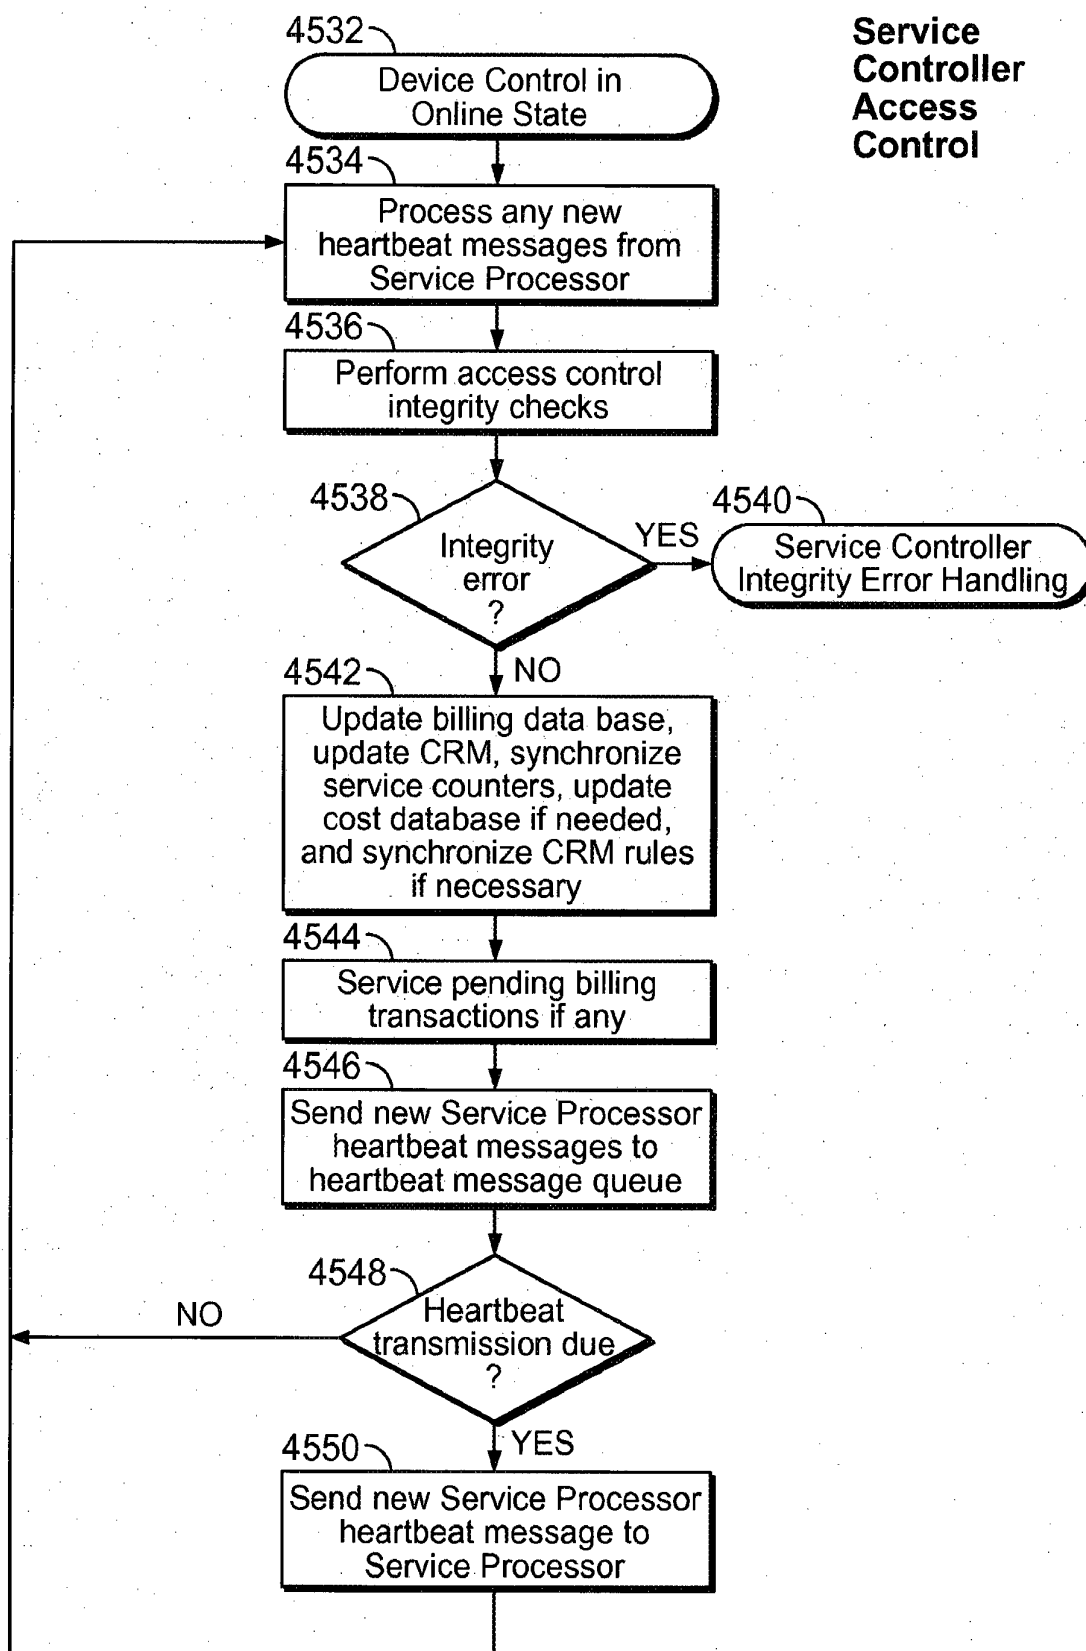 Service
Controller
Access
Control
4532
Device Control in
Online State
4534
Process any new
heartbeat messages from
Service Processor
4536
Perform access control
integrity checks
4538
Integrity
error
?
YES
4540
Service Controller
Integrity Error Handling
NO
4542
Update billing data base,
update CRM, synchronize
service counters, update
cost database if needed,
and synchronize CRM rules
if necessary
4544
Service pending billing
transactions if any
4546
Send new Service Processor
heartbeat messages to
heartbeat message queue
4548
Heartbeat
transmission due
?
NO
YES
4550
Send new Service Processor
heartbeat message to
Service Processor